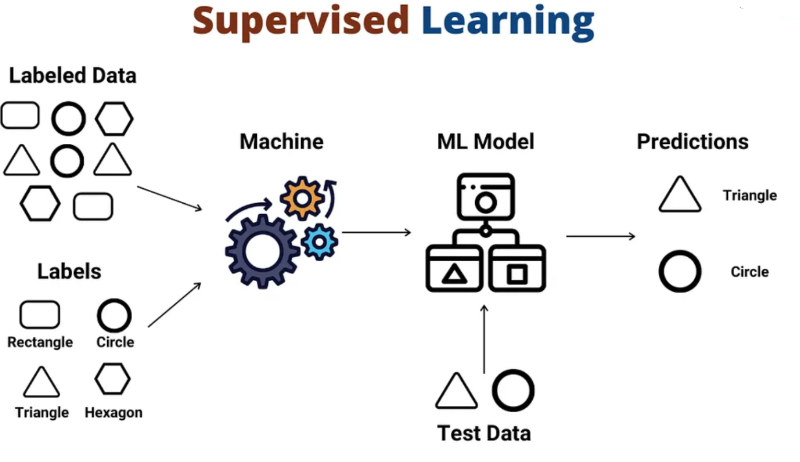 Supervised Learning
Labeled Data
Machine
ML Model
Predictions
Triangle
Circle
Labels
Rectangle Circle
Triangle Hexagon
Test Data